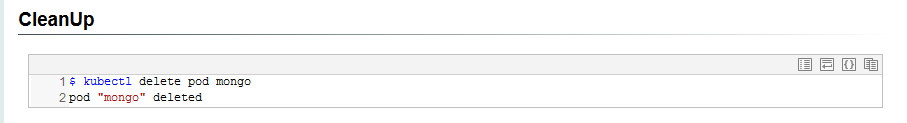 CleanUp
1 $ kubectl delete pod mongo
2 pod "mongo" deleted